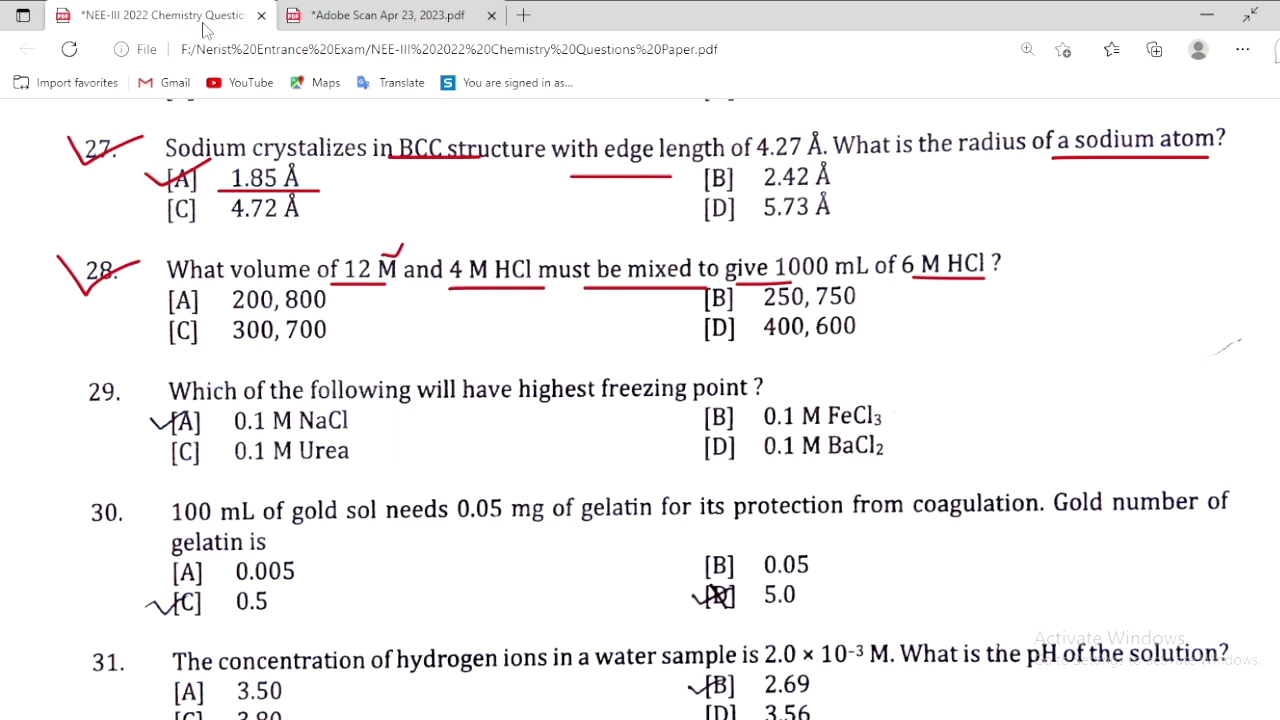 *NEE-III 2022 Chemistry Questio
*Adobe Scan Apr 23, 2023.pdf
File F:/Nerist%20Entrance%20Exam/NEE-III%202022%20Chemistry%20Questions%20Paper.pdf
Import favorites Gmail YouTube Maps Translate You are signed in as...
27. Sodium crystalizes in BCC structure with edge length of 4.27 Å. What is the radius of a sodium atom?
[A] 1.85 Å [B] 2.42 Å
[C] 4.72 Å [D] 5.73 Å
28. What volume of 12 M and 4 M HCl must be mixed to give 1000 mL of 6 M HCl ?
[A] 200, 800 [B] 250, 750
[C] 300, 700 [D] 400, 600
29. Which of the following will have highest freezing point ?
[A] 0.1 M NaCl [B] 0.1 M FeCl₃
[C] 0.1 M Urea [D] 0.1 M BaCl₂
30. 100 mL of gold sol needs 0.05 mg of gelatin for its protection from coagulation. Gold number of
gelatin is
[A] 0.005 [B] 0.05
[C] 0.5 [D] 5.0
Activate Windows
31. The concentration of hydrogen ions in a water sample is 2.0 × 10⁻³ M. What is the pH of the solution?
Go to Settings to activate Windows.
[A] 3.50 [B] 2.69
[C] 3.80 [D] 3.56